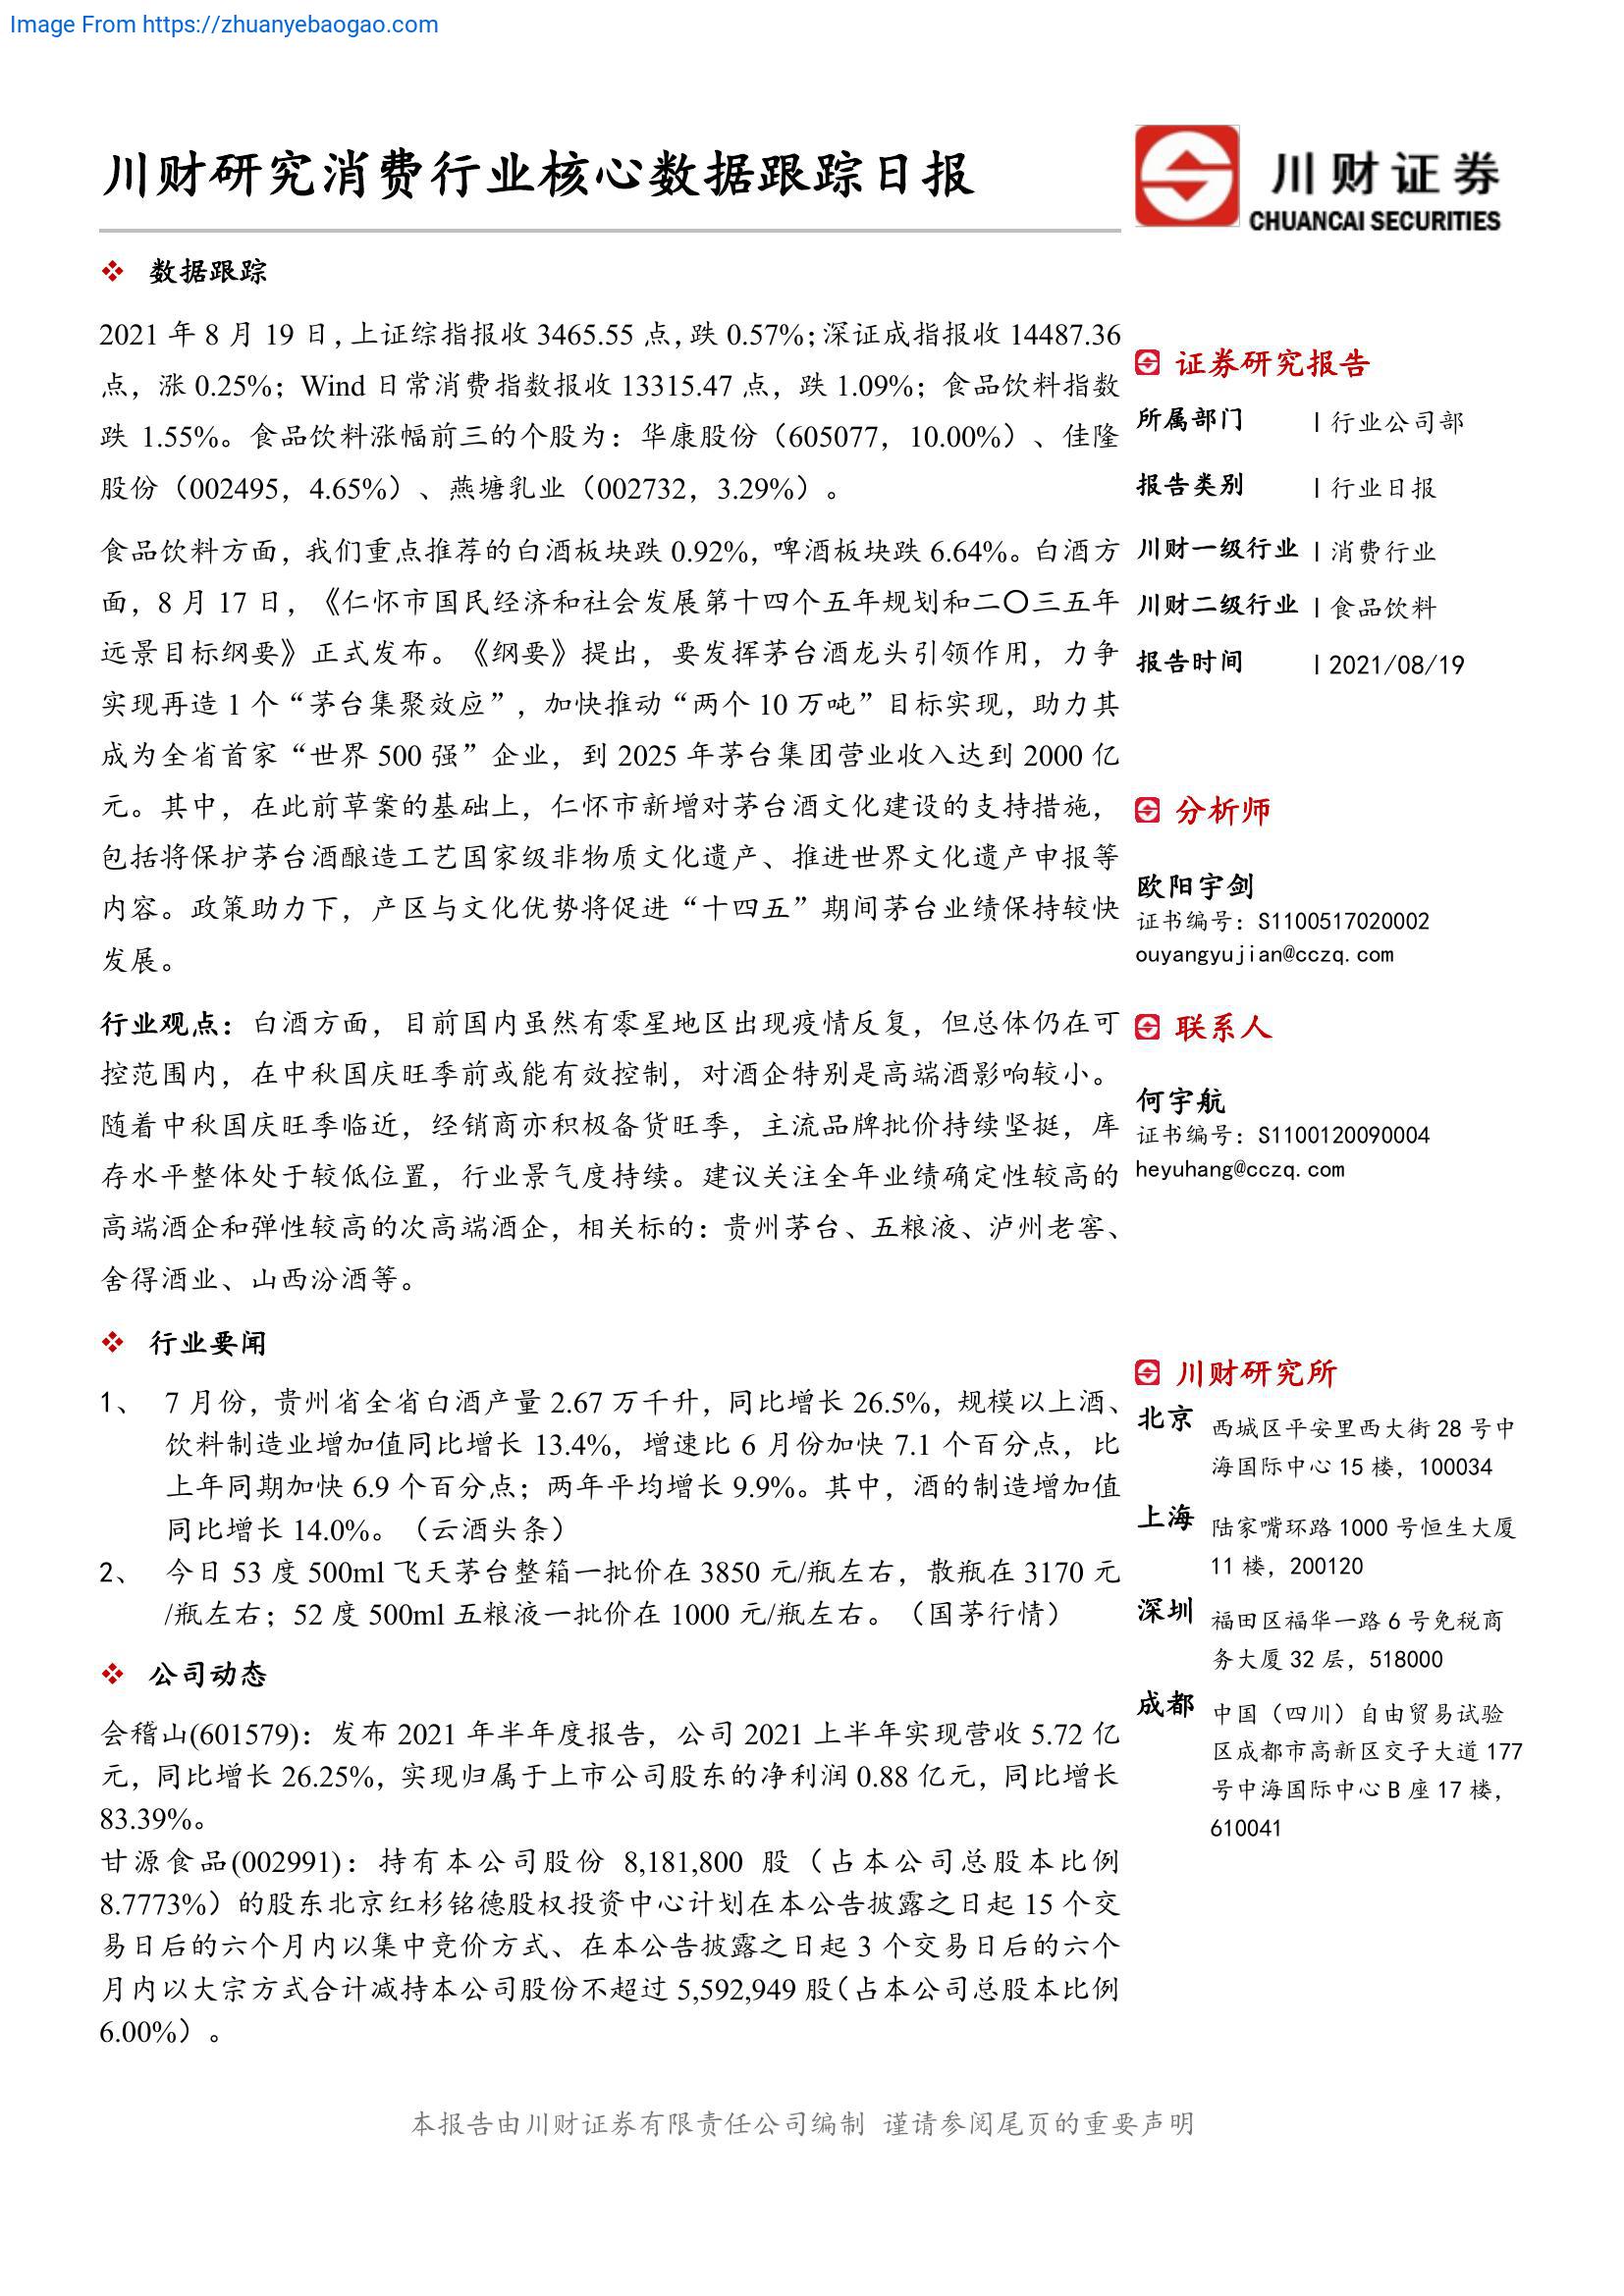 Image From https://zhuanyebaogao.com
川财研究消费行业核心数据跟踪日报
川财证券
CHUANCAI SECURITIES
数据跟踪
2021 年 8 月 19 日,上证综指报收 3465.55 点,跌 0.57%;深证成指报收 14487.36
点，涨 0.25%；Wind 日常消费指数报收 13315.47 点，跌 1.09%；食品饮料指数
跌 1.55%。食品饮料涨幅前三的个股为：华康股份（605077，10.00%）、佳隆
股份（002495，4.65%）、燕塘乳业（002732，3.29%）。
食品饮料方面，我们重点推荐的白酒板块跌 0.92%，啤酒板块跌 6.64%。白酒方
面，8 月 17 日，《仁怀市国民经济和社会发展第十四个五年规划和二〇三五年
远景目标纲要》正式发布。《纲要》提出，要发挥茅台酒龙头引领作用，力争
实现再造 1 个“茅台集聚效应”，加快推动“两个 10 万吨”目标实现，助力其
成为全省首家“世界 500 强”企业，到 2025 年茅台集团营业收入达到 2000 亿
元。其中，在此前草案的基础上，仁怀市新增对茅台酒文化建设的支持措施，
包括将保护茅台酒酿造工艺国家级非物质文化遗产、推进世界文化遗产申报等
内容。政策助力下，产区与文化优势将促进“十四五”期间茅台业绩保持较快
发展。
行业观点：白酒方面，目前国内虽然有零星地区出现疫情反复，但总体仍在可
控范围内，在中秋国庆旺季前或能有效控制，对酒企特别是高端酒影响较小。
随着中秋国庆旺季临近，经销商亦积极备货旺季，主流品牌批价持续坚挺，库
存水平整体处于较低位置，行业景气度持续。建议关注全年业绩确定性较高的
高端酒企和弹性较高的次高端酒企，相关标的：贵州茅台、五粮液、泸州老窖、
舍得酒业、山西汾酒等。
行业要闻
1、 7 月份，贵州省全省白酒产量 2.67 万千升，同比增长 26.5%，规模以上酒、
饮料制造业增加值同比增长 13.4%，增速比 6 月份加快 7.1 个百分点，比
上年同期加快 6.9 个百分点；两年平均增长 9.9%。其中，酒的制造增加值
同比增长 14.0%。（云酒头条）
2、 今日 53 度 500ml 飞天茅台整箱一批价在 3850 元/瓶左右，散瓶在 3170 元
/瓶左右；52 度 500ml 五粮液一批价在 1000 元/瓶左右。（国茅行情）
公司动态
会稽山(601579)：发布 2021 年半年度报告，公司 2021 上半年实现营收 5.72 亿
元，同比增长 26.25%，实现归属于上市公司股东的净利润 0.88 亿元，同比增长
83.39%。
甘源食品(002991)：持有本公司股份 8,181,800 股（占本公司总股本比例
8.7773%）的股东北京红杉铭德股权投资中心计划在本公告披露之日起 15 个交
易日后的六个月内以集中竞价方式、在本公告披露之日起 3 个交易日后的六个
月内以大宗方式合计减持本公司股份不超过 5,592,949 股（占本公司总股本比例
6.00%）。
证券研究报告
所属部门 | 行业公司部
报告类别 | 行业日报
川财一级行业 | 消费行业
川财二级行业 | 食品饮料
报告时间 | 2021/08/19
分析师
欧阳宇剑
证书编号：S1100517020002
ouyangyujian@cczq.com
联系人
何宇航
证书编号：S1100120090004
heyuhang@cczq.com
川财研究所
北京 西城区平安里西大街 28 号中
海国际中心 15 楼，100034
上海 陆家嘴环路 1000 号恒生大厦
11 楼，200120
深圳 福田区福华一路 6 号免税商
务大厦 32 层，518000
成都 中国（四川）自由贸易试验
区成都市高新区交子大道 177
号中海国际中心 B 座 17 楼，
610041
本报告由川财证券有限责任公司编制 谨请参阅尾页的重要声明